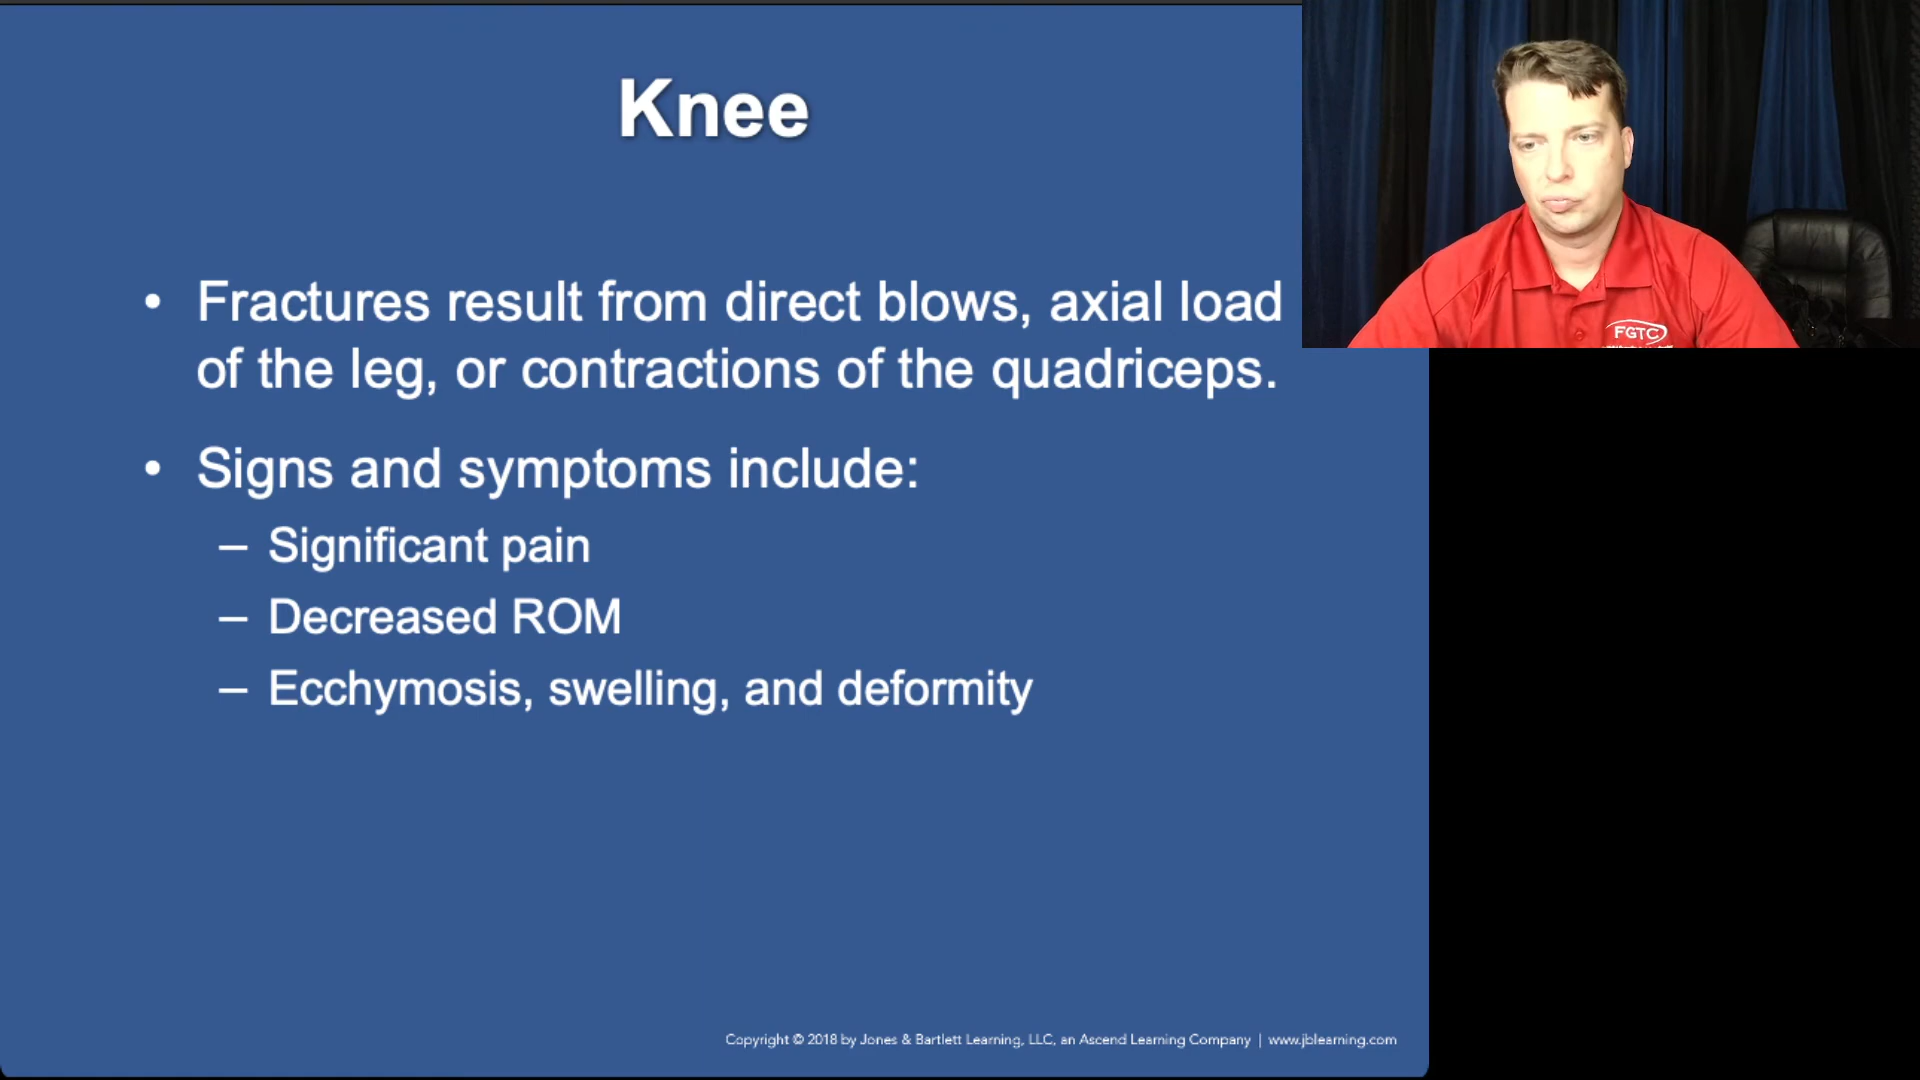 Knee
• Fractures result from direct blows, axial load
of the leg, or contractions of the quadriceps.
• Signs and symptoms include:
– Significant pain
– Decreased ROM
– Ecchymosis, swelling, and deformity
FGTC
Copyright © 2018 by Jones & Bartlett Learning, LLC, an Ascend Learning Company | www.jblearning.com